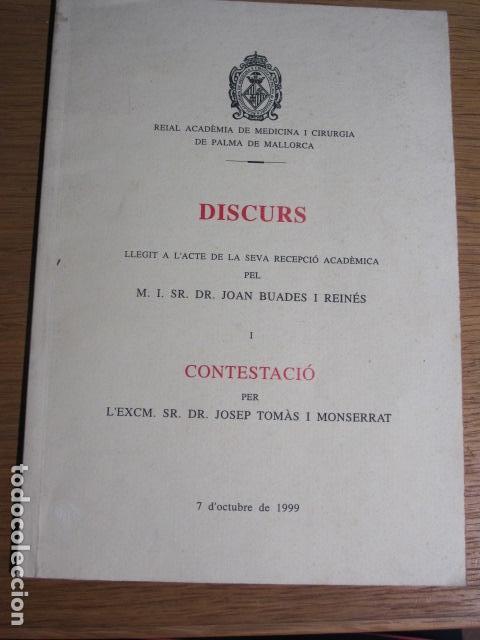 REIAL ACADÈMIA DE MEDICINA I CIRURGIA
DE PALMA DE MALLORCA
DISCURS
LLEGIT A L'ACTE DE LA SEVA RECEPCIÓ ACADÈMICA
PEL
M. I. SR. DR. JOAN BUADES I REINÉS
I
CONTESTACIÓ
PER
L'EXCM. SR. DR. JOSEP TOMÀS I MONSERRAT
7 d'octubre de 1999
todocoleccion.net